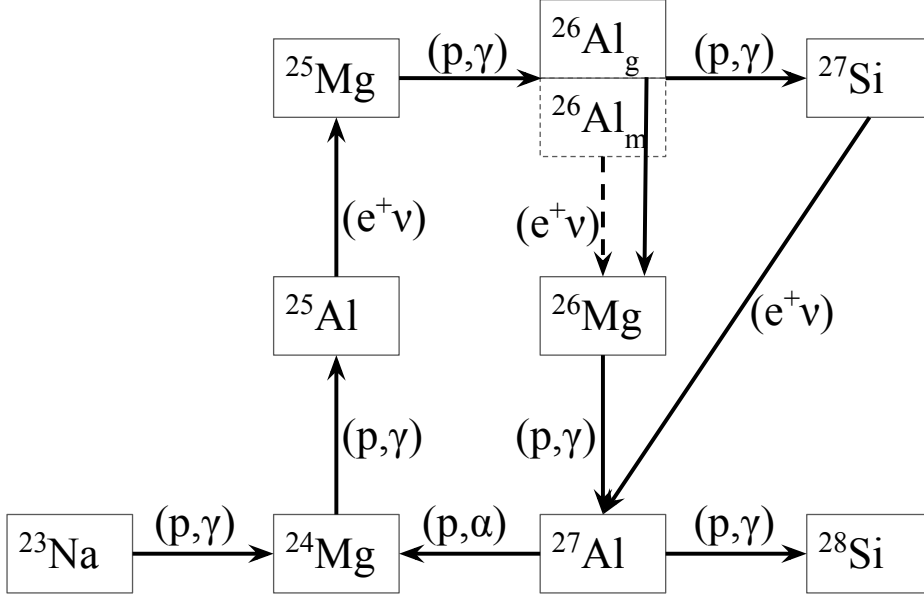 (p,γ) ²⁶Al_g (p,γ)
²⁵Mg ²⁷Si
²⁶Al_m
(e⁺ν) (e⁺ν)
²⁵Al ²⁶Mg (e⁺ν)
(p,γ) (p,γ)
(p,γ) (p,α) (p,γ)
²³Na ²⁴Mg ²⁷Al ²⁸Si